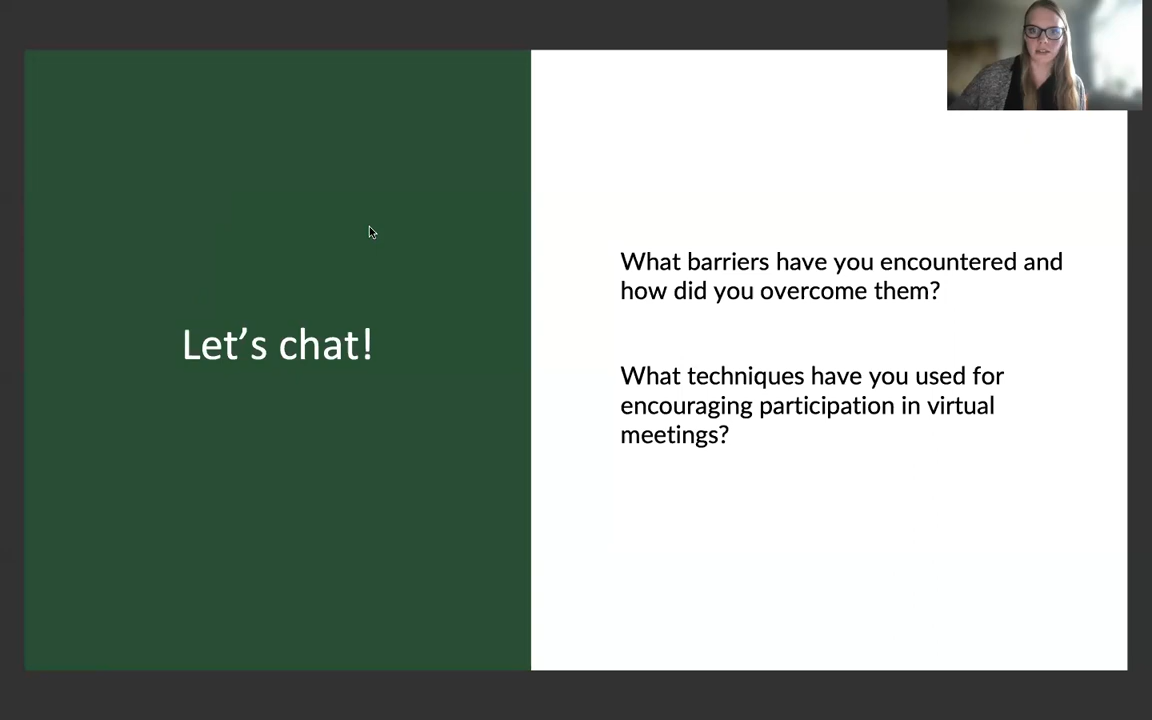 Let’s chat!
What barriers have you encountered and
how did you overcome them?
What techniques have you used for
encouraging participation in virtual
meetings?